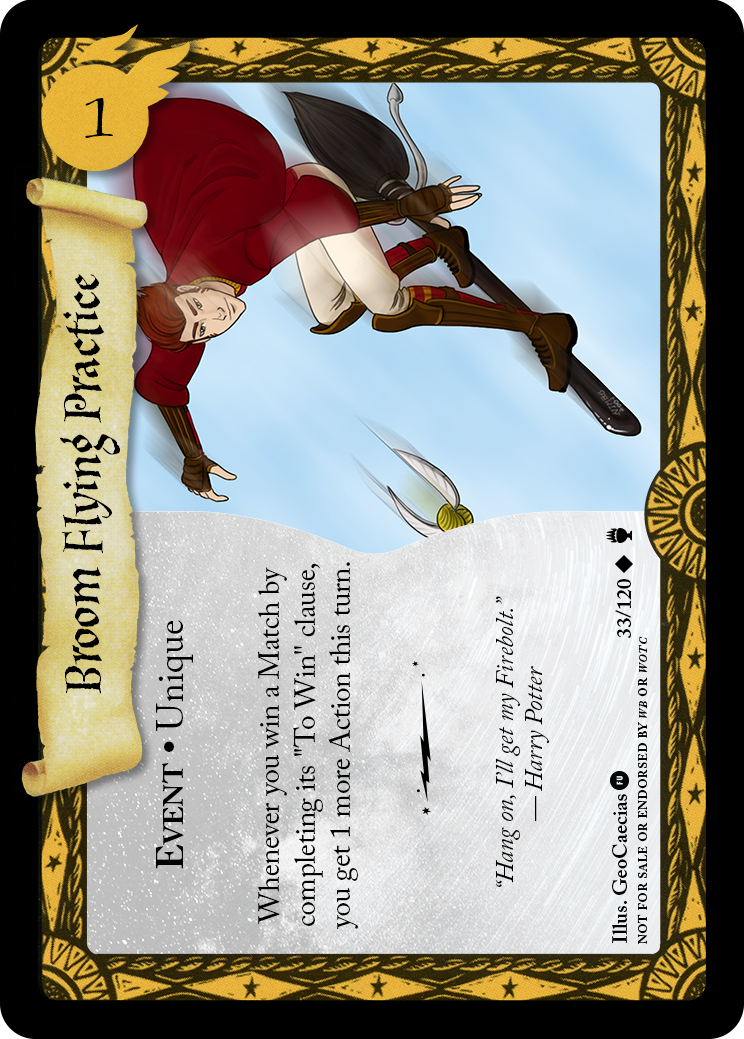 1
Broom Flying Practice
EVENT • Unique
Whenever you win a Match by
completing its "To Win" clause,
you get 1 more Action this turn.
“Hang on, I’ll get my Firebolt.”
— Harry Potter
33/120
Illus. GeoCaecias FU
NOT FOR SALE OR ENDORSED BY WB OR WOTC